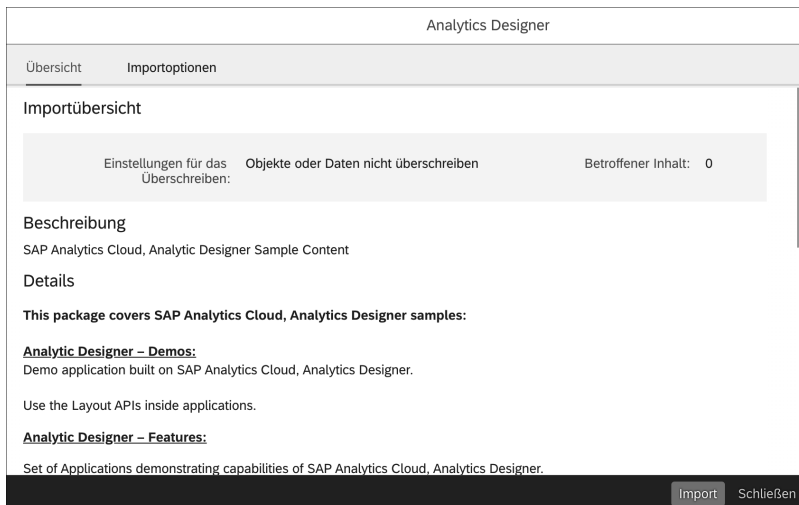 Analytics Designer
Übersicht Importoptionen
Importübersicht
Einstellungen für das Überschreiben: Objekte oder Daten nicht überschreiben Betroffener Inhalt: 0
Beschreibung
SAP Analytics Cloud, Analytic Designer Sample Content
Details
This package covers SAP Analytics Cloud, Analytics Designer samples:
Analytic Designer – Demos:
Demo application built on SAP Analytics Cloud, Analytics Designer.
Use the Layout APIs inside applications.
Analytic Designer – Features:
Set of Applications demonstrating capabilities of SAP Analytics Cloud, Analytics Designer.
Import Schließen